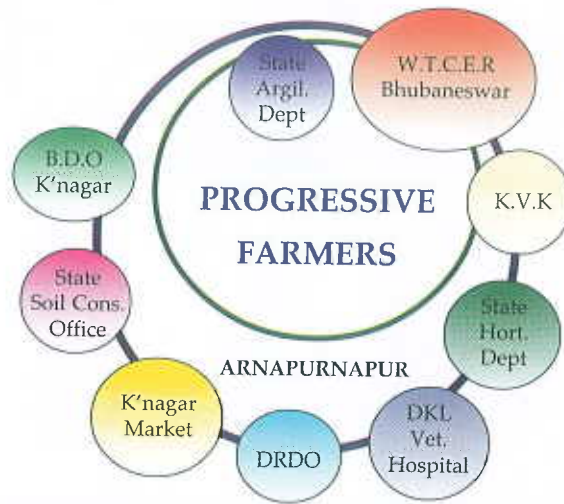 State
Argil.
Dept
W.T.C.E.R
Bhubaneswar
B.D.O
K'nagar
PROGRESSIVE
FARMERS
K.V.K
State
Soil Cons.
Office
State
Hort.
Dept
ARNAPURNAPUR
K'nagar
Market
DRDO
DKL
Vet.
Hospital